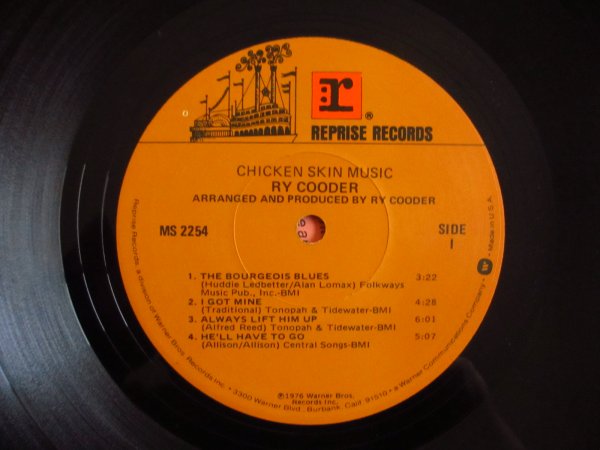 r
®
REPRISE RECORDS
CHICKEN SKIN MUSIC
RY COODER
ARRANGED AND PRODUCED BY RY COODER
MS 2254
SIDE
1
1. THE BOURGEOIS BLUES 3:22
(Huddie Ledbetter/Alan Lomax) Folkways
Music Pub., Inc.-BMI
2. I GOT MINE 4:28
(Traditional) Tonopah & Tidewater-BMI
3. ALWAYS LIFT HIM UP 6:01
(Alfred Reed) Tonopah & Tidewater-BMI
4. HE'LL HAVE TO GO 5:07
(Allison/Allison) Central Songs-BMI
℗1976 Warner Bros.
Records Inc.
Reprise Records, a division of Warner Bros. Records Inc. • 3300 Warner Blvd., Burbank, Calif. 91510 • a Warner Communications Company • Made in U.S.A.